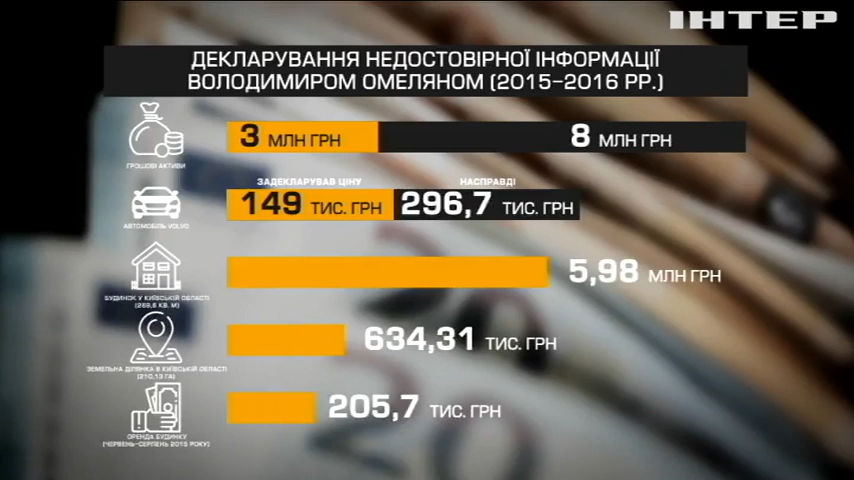 ІНТЕР
ДЕКЛАРУВАННЯ НЕДОСТОВІРНОЇ ІНФОРМАЦІЇ
ВОЛОДИМИРОМ ОМЕЛЯНОМ (2015–2016 РР.)
3 МЛН ГРН 8 МЛН ГРН
ГРОШОВІ АКТИВИ
ЗАДЕКЛАРУВАВ ЦІНУ НАСПРАВДІ
149 ТИС. ГРН 296,7 ТИС. ГРН
АВТОМОБІЛЬ VOLVO
5,98 МЛН ГРН
БУДИНОК У КИЇВСЬКІЙ ОБЛАСТІ
(269,6 КВ. М)
634,31 ТИС. ГРН
ЗЕМЕЛЬНА ДІЛЯНКА В КИЇВСЬКІЙ ОБЛАСТІ
(210,13 ГА)
205,7 ТИС. ГРН
ОРЕНДА БУДИНКУ
(ЧЕРВЕНЬ–СЕРПЕНЬ 2015 РОКУ)